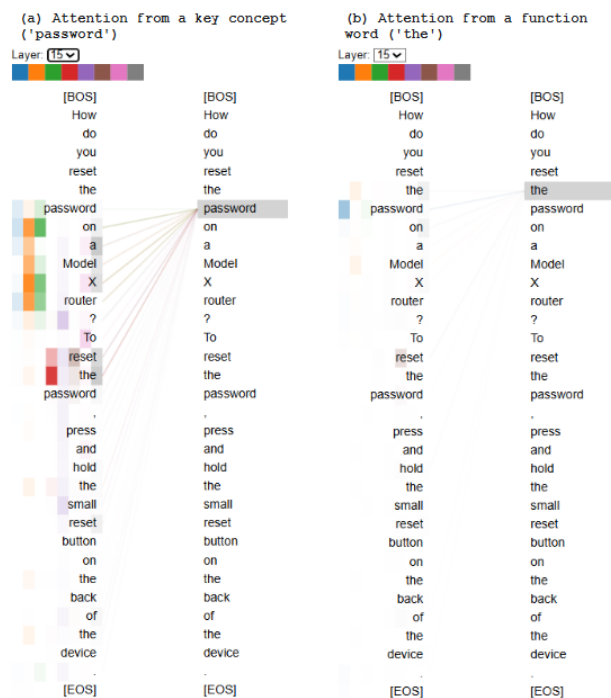 (a) Attention from a key concept
('password')
Layer: 15
[BOS] [BOS]
How How
do do
you you
reset reset
the the
password password
on on
a a
Model Model
X X
router router
? ?
To To
reset reset
the the
password password
, ,
press press
and and
hold hold
the the
small small
reset reset
button button
on on
the the
back back
of of
the the
device device
. .
[EOS] [EOS]
(b) Attention from a function
word ('the')
Layer: 15
[BOS] [BOS]
How How
do do
you you
reset reset
the the
password password
on on
a a
Model Model
X X
router router
? ?
To To
reset reset
the the
password password
, ,
press press
and and
hold hold
the the
small small
reset reset
button button
on on
the the
back back
of of
the the
device device
. .
[EOS] [EOS]